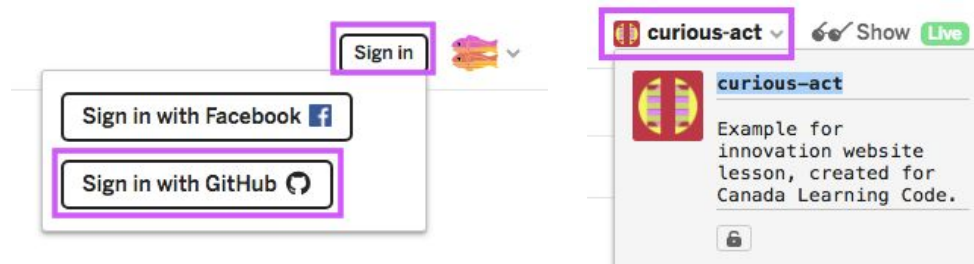 Sign in
Sign in with Facebook
Sign in with GitHub
curious-act Show Live
curious-act
Example for
innovation website
lesson, created for
Canada Learning Code.